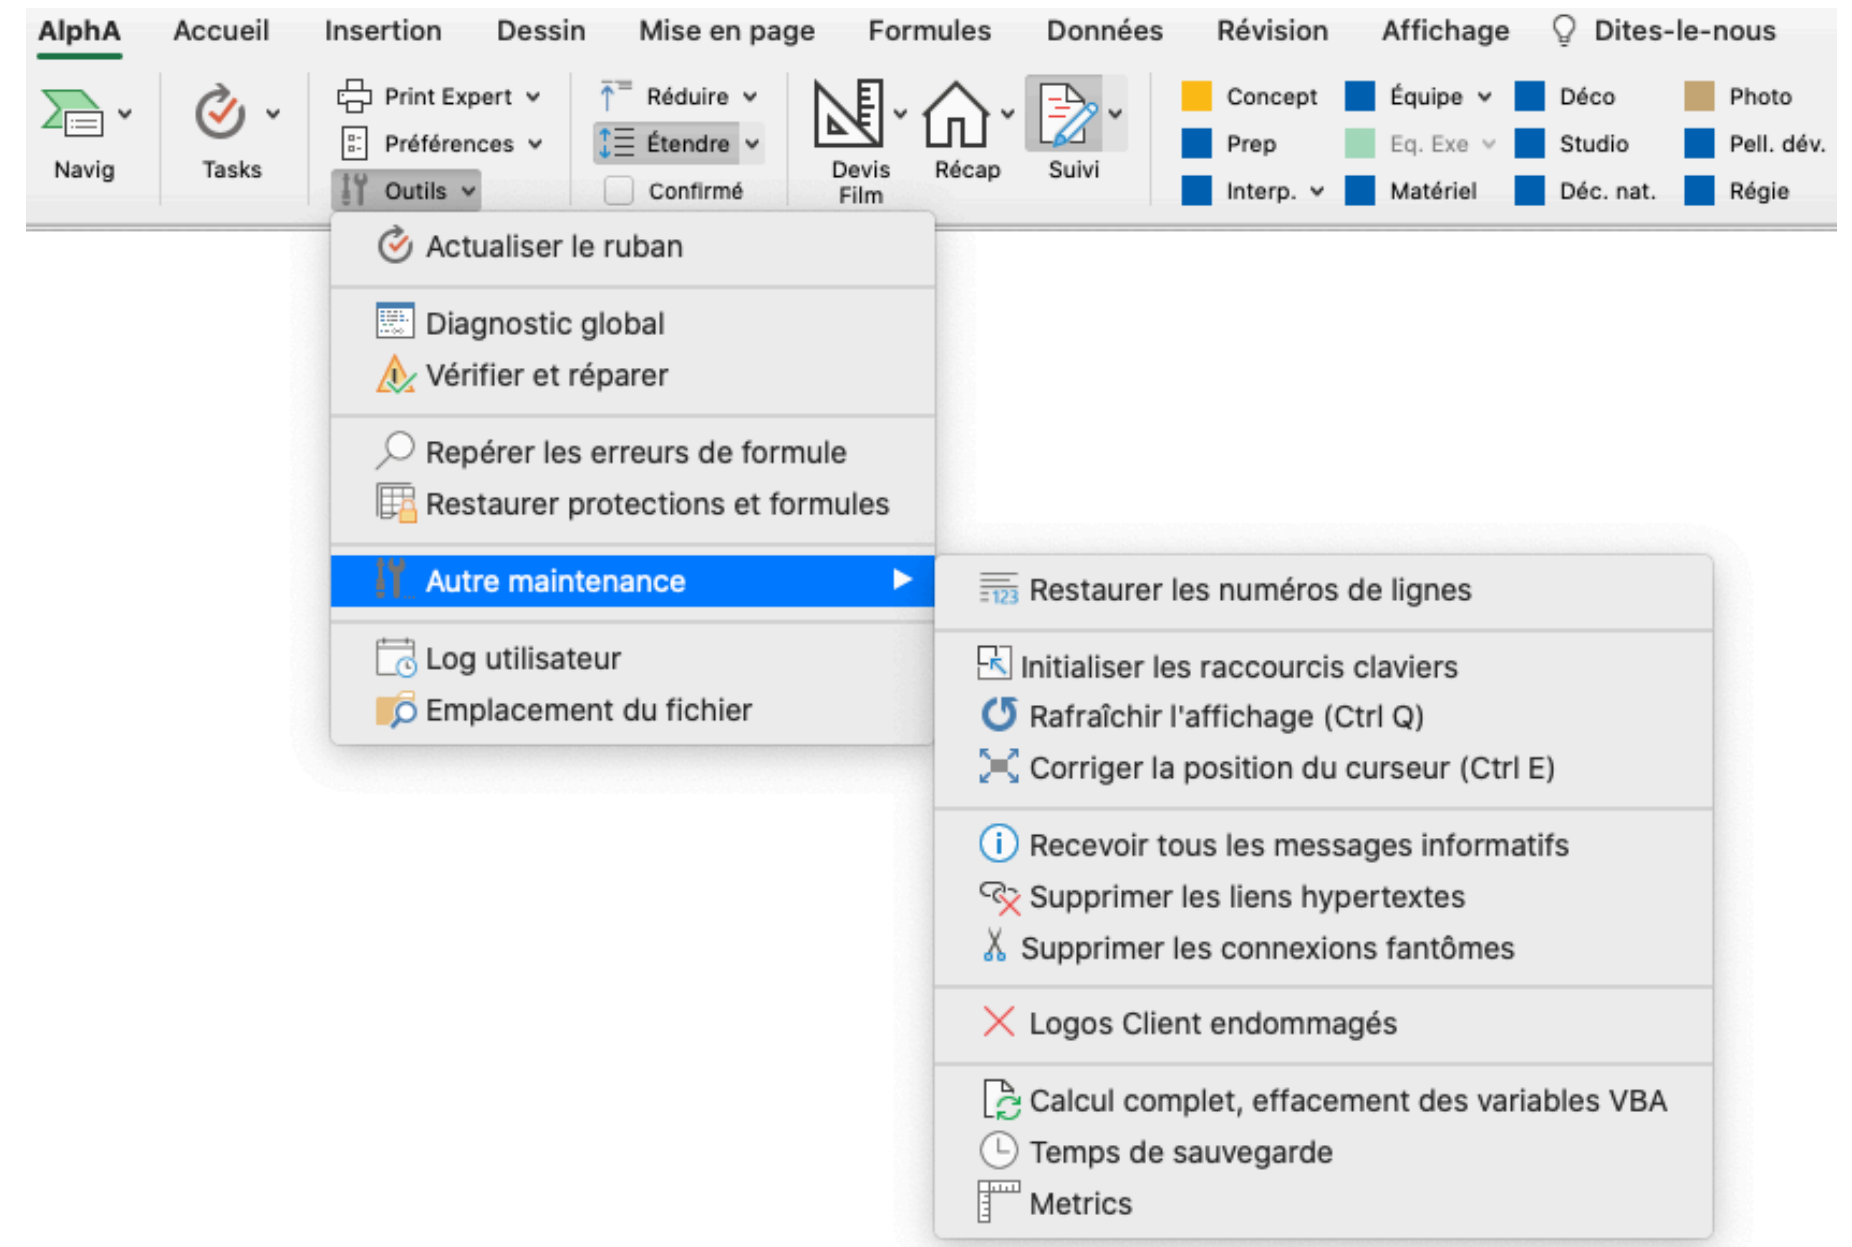 AlphA Accueil Insertion Dessin Mise en page Formules Données Révision Affichage Dites-le-nous
Print Expert Réduire Concept Équipe Déco Photo
Préférences Étendre Prep Eq. Exe Studio Pell. dév.
Navig Tasks Devis Récap Suivi
Outils Confirmé Film Interp. Matériel Déc. nat. Régie
Actualiser le ruban
Diagnostic global
Vérifier et réparer
Repérer les erreurs de formule
Restaurer protections et formules
Autre maintenance
Log utilisateur
Emplacement du fichier
Restaurer les numéros de lignes
Initialiser les raccourcis claviers
Rafraîchir l'affichage (Ctrl Q)
Corriger la position du curseur (Ctrl E)
Recevoir tous les messages informatifs
Supprimer les liens hypertextes
Supprimer les connexions fantômes
Logos Client endommagés
Calcul complet, effacement des variables VBA
Temps de sauvegarde
Metrics